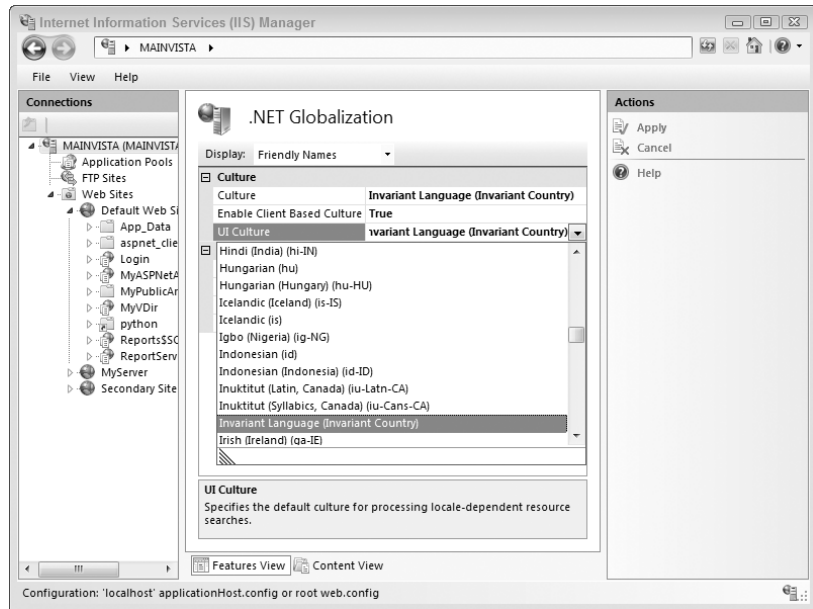 Internet Information Services (IIS) Manager
MAINVISTA
File View Help
Connections
MAINVISTA (MAINVISTA
Application Pools
FTP Sites
Web Sites
Default Web Si
App_Data
aspnet_clie
Login
MyASPNetA
MyPublicAr
MyVDir
python
Reports$SQ
ReportServ
MyServer
Secondary Site
.NET Globalization
Display: Friendly Names
Culture
Culture Invariant Language (Invariant Country)
Enable Client Based Culture True
UI Culture nvariant Language (Invariant Country)
Hindi (India) (hi-IN)
Hungarian (hu)
Hungarian (Hungary) (hu-HU)
Icelandic (Iceland) (is-IS)
Icelandic (is)
Igbo (Nigeria) (ig-NG)
Indonesian (id)
Indonesian (Indonesia) (id-ID)
Inuktitut (Latin, Canada) (iu-Latn-CA)
Inuktitut (Syllabics, Canada) (iu-Cans-CA)
Invariant Language (Invariant Country)
Irish (Ireland) (ga-IE)
UI Culture
Specifies the default culture for processing locale-dependent resource
searches.
Features View Content View
Actions
Apply
Cancel
Help
Configuration: 'localhost' applicationHost.config or root web.config